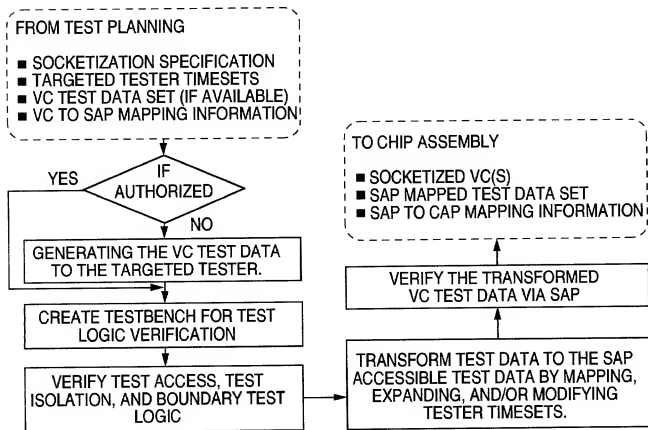 FROM TEST PLANNING
■ SOCKETIZATION SPECIFICATION
■ TARGETED TESTER TIMESETS
■ VC TEST DATA SET (IF AVAILABLE)
■ VC TO SAP MAPPING INFORMATION
YES
IF
AUTHORIZED
NO
GENERATING THE VC TEST DATA
TO THE TARGETED TESTER.
CREATE TESTBENCH FOR TEST
LOGIC VERIFICATION
VERIFY TEST ACCESS, TEST
ISOLATION, AND BOUNDARY TEST
LOGIC
TRANSFORM TEST DATA TO THE SAP
ACCESSIBLE TEST DATA BY MAPPING,
EXPANDING, AND/OR MODIFYING
TESTER TIMESETS.
VERIFY THE TRANSFORMED
VC TEST DATA VIA SAP
TO CHIP ASSEMBLY
■ SOCKETIZED VC(S)
■ SAP MAPPED TEST DATA SET
■ SAP TO CAP MAPPING INFORMATION